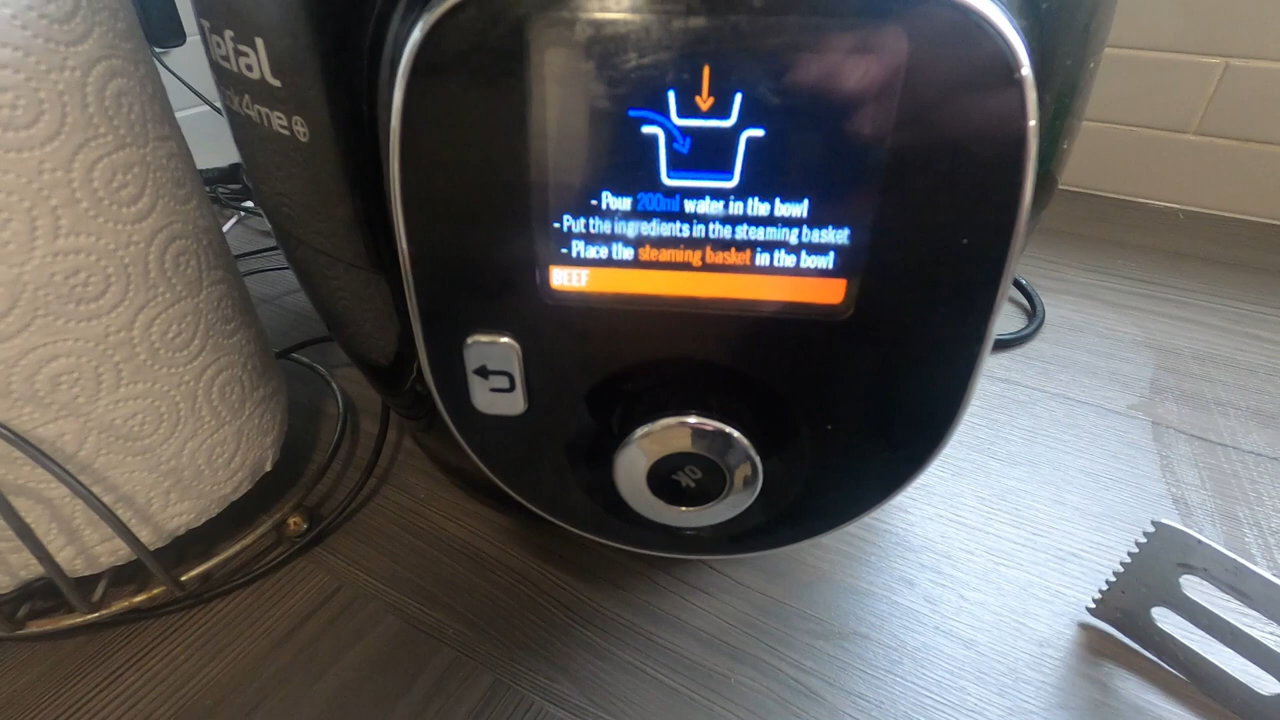 Tefal
ok4me+
- Pour 200ml water in the bowl
- Put the ingredients in the steaming basket
- Place the steaming basket in the bowl
BEEF
ok